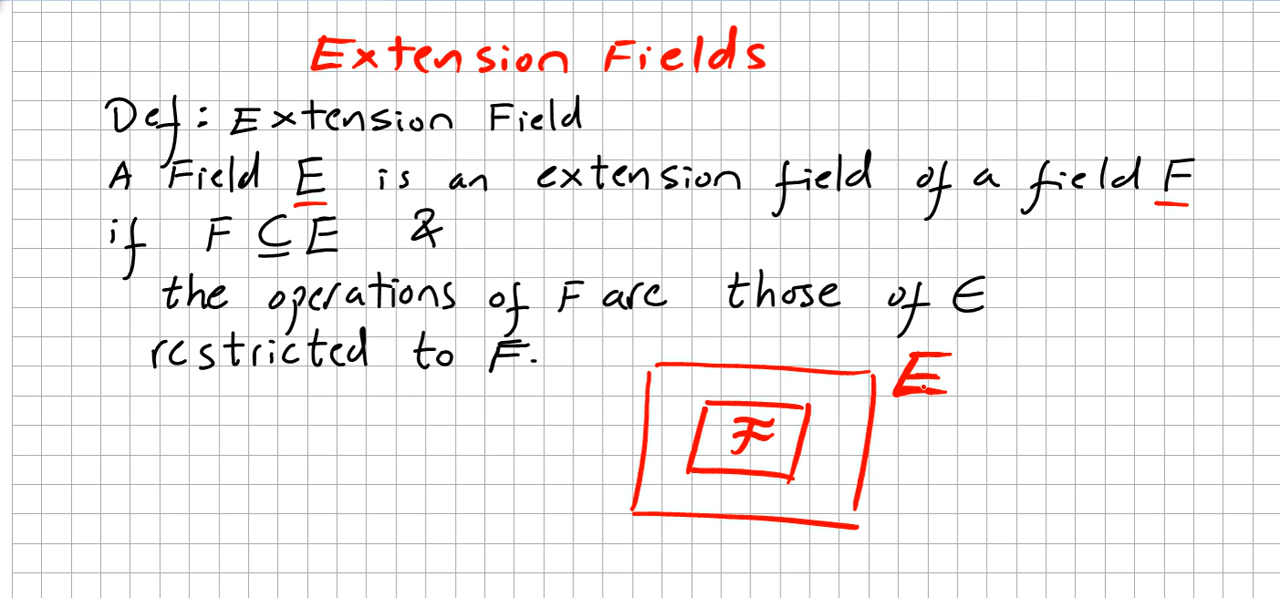 Extension Fields
Def: Extension Field
A Field E is an extension field of a field F
if F ⊆ E &
the operations of F are those of E
restricted to F.
E
F